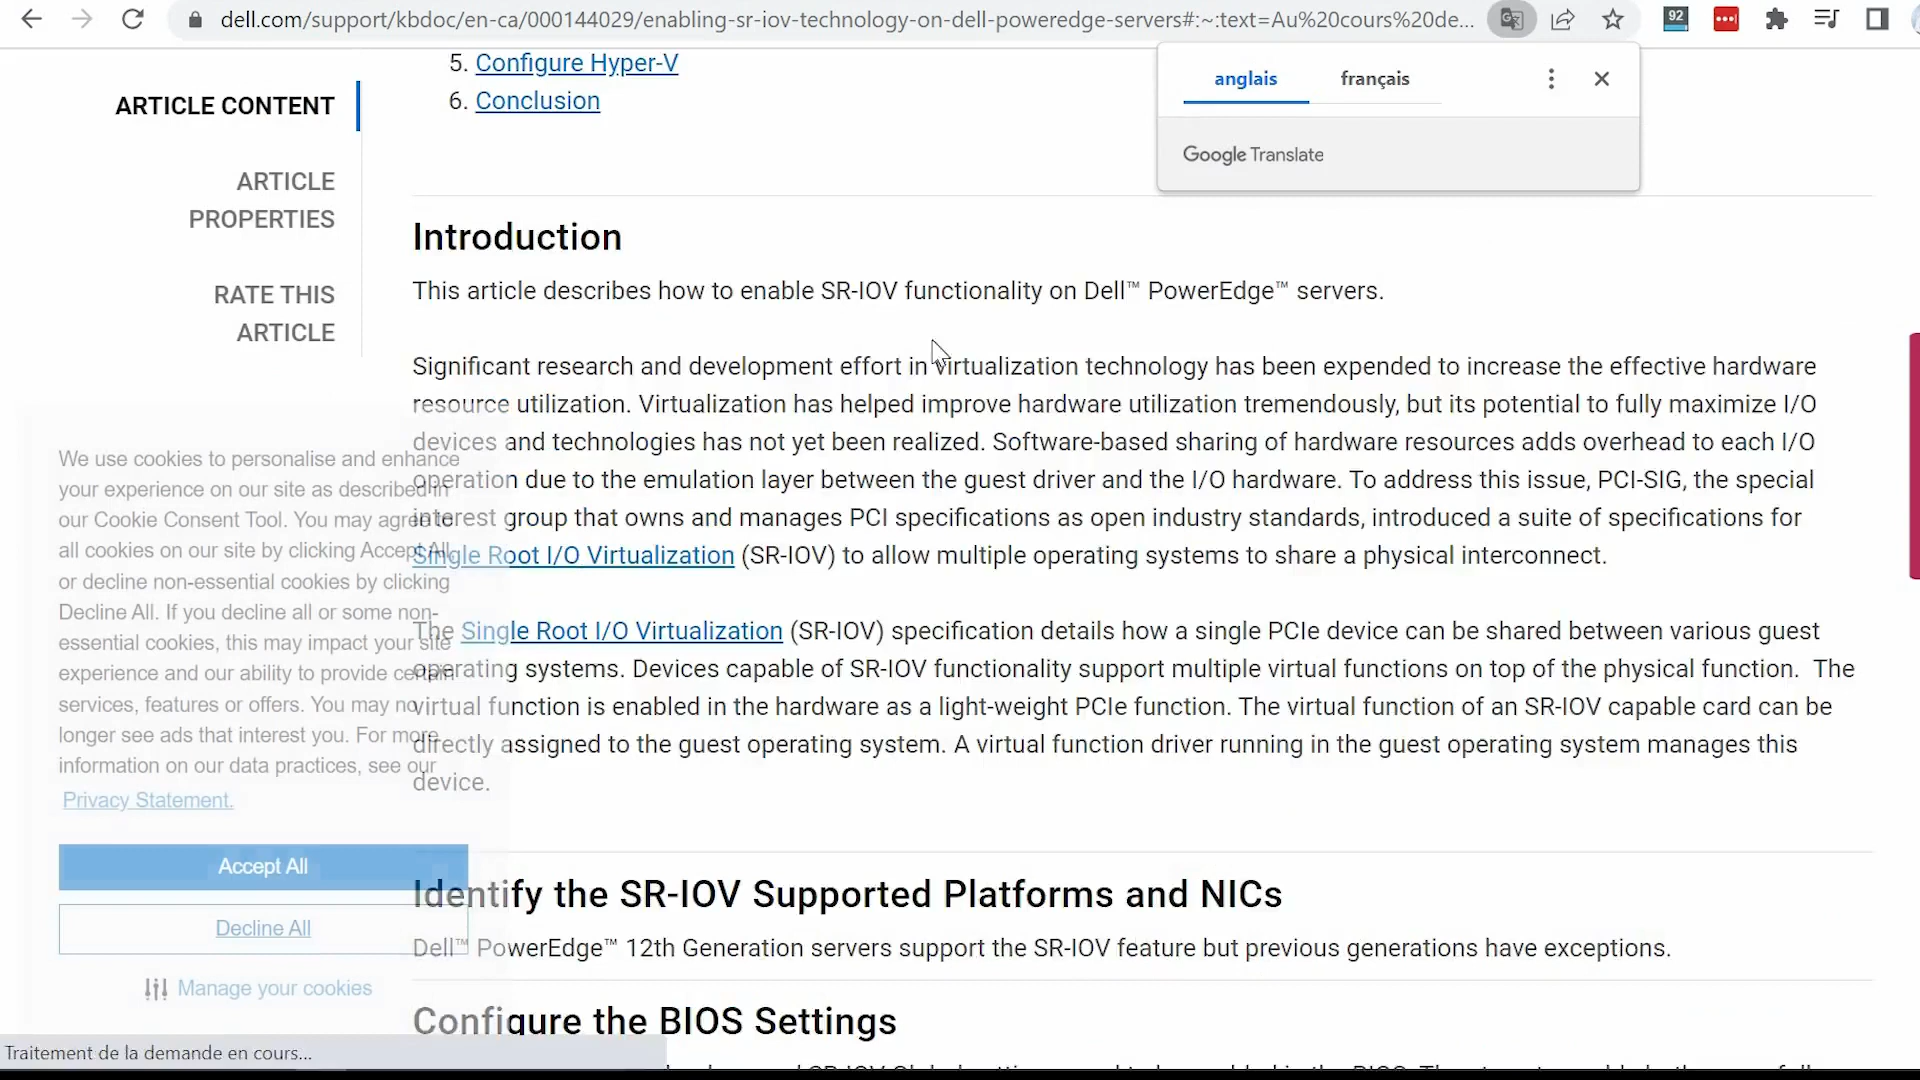 dell.com/support/kbdoc/en-ca/000144029/enabling-sr-iov-technology-on-dell-poweredge-servers#:~:text=Au%20cours%20de...
92
anglais
français
Google Translate
5. Configure Hyper-V
6. Conclusion
ARTICLE CONTENT
ARTICLE
PROPERTIES
RATE THIS
ARTICLE
Introduction
This article describes how to enable SR-IOV functionality on Dell™ PowerEdge™ servers.
Significant research and development effort in virtualization technology has been expended to increase the effective hardware
resource utilization. Virtualization has helped improve hardware utilization tremendously, but its potential to fully maximize I/O
devices and technologies has not yet been realized. Software-based sharing of hardware resources adds overhead to each I/O
operation due to the emulation layer between the guest driver and the I/O hardware. To address this issue, PCI-SIG, the special
interest group that owns and manages PCI specifications as open industry standards, introduced a suite of specifications for
Single Root I/O Virtualization (SR-IOV) to allow multiple operating systems to share a physical interconnect.
The Single Root I/O Virtualization (SR-IOV) specification details how a single PCIe device can be shared between various guest
operating systems. Devices capable of SR-IOV functionality support multiple virtual functions on top of the physical function. The
virtual function is enabled in the hardware as a light-weight PCIe function. The virtual function of an SR-IOV capable card can be
directly assigned to the guest operating system. A virtual function driver running in the guest operating system manages this
device.
Identify the SR-IOV Supported Platforms and NICs
Dell™ PowerEdge™ 12th Generation servers support the SR-IOV feature but previous generations have exceptions.
Configure the BIOS Settings
We use cookies to personalise and enhance
your experience on our site as described in
our Cookie Consent Tool. You may agree to
all cookies on our site by clicking Accept All
or decline non-essential cookies by clicking
Decline All. If you decline all or some non-
essential cookies, this may impact your site
experience and our ability to provide certain
services, features or offers. You may no
longer see ads that interest you. For more
information on our data practices, see our
Privacy Statement.
Accept All
Decline All
Manage your cookies
Traitement de la demande en cours...